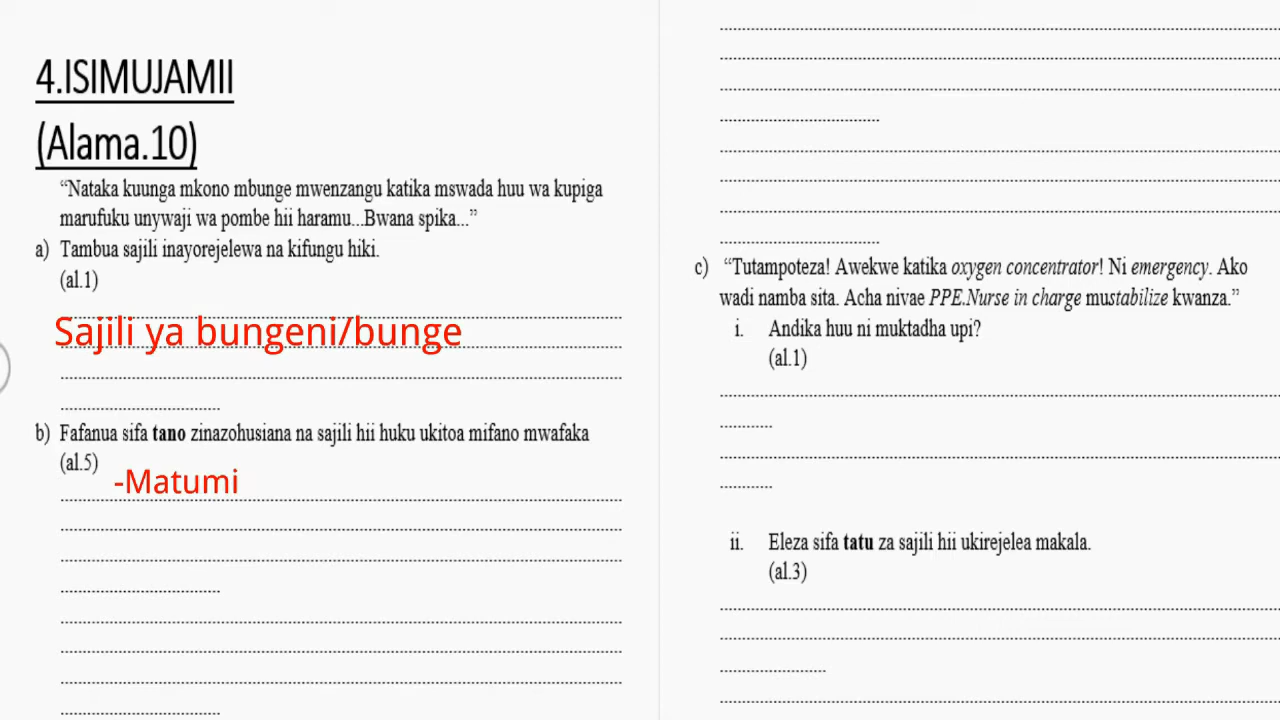 4.ISIMUJAMII
(Alama.10)
“Nataka kuunga mkono mbunge mwenzangu katika mswada huu wa kupiga
marufuku unywaji wa pombe hii haramu...Bwana spika...”
a) Tambua sajili inayorejelewa na kifungu hiki.
(al.1)
Sajili ya bungeni/bunge
b) Fafanua sifa tano zinazohusiana na sajili hii huku ukitoa mifano mwafaka
(al.5)
-Matumi
c) “Tutampoteza! Awekwe katika oxygen concentrator! Ni emergency. Ako
wadi namba sita. Acha nivae PPE.Nurse in charge mustabilize kwanza.”
i. Andika huu ni muktadha upi?
(al.1)
ii. Eleza sifa tatu za sajili hii ukirejelea makala.
(al.3)